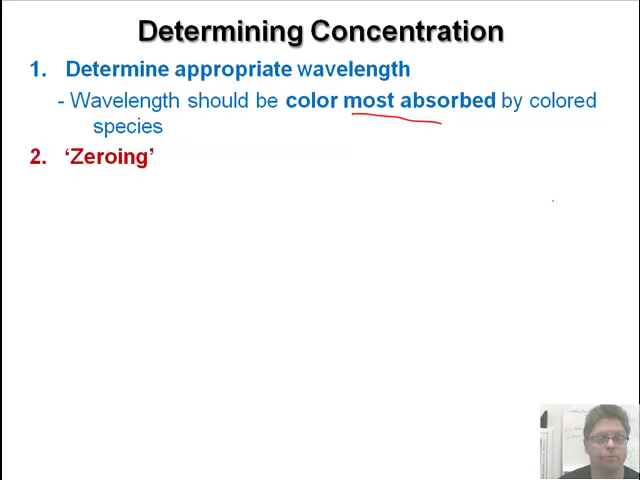 Determining Concentration
1. Determine appropriate wavelength
- Wavelength should be color most absorbed by colored
species
2. ‘Zeroing’